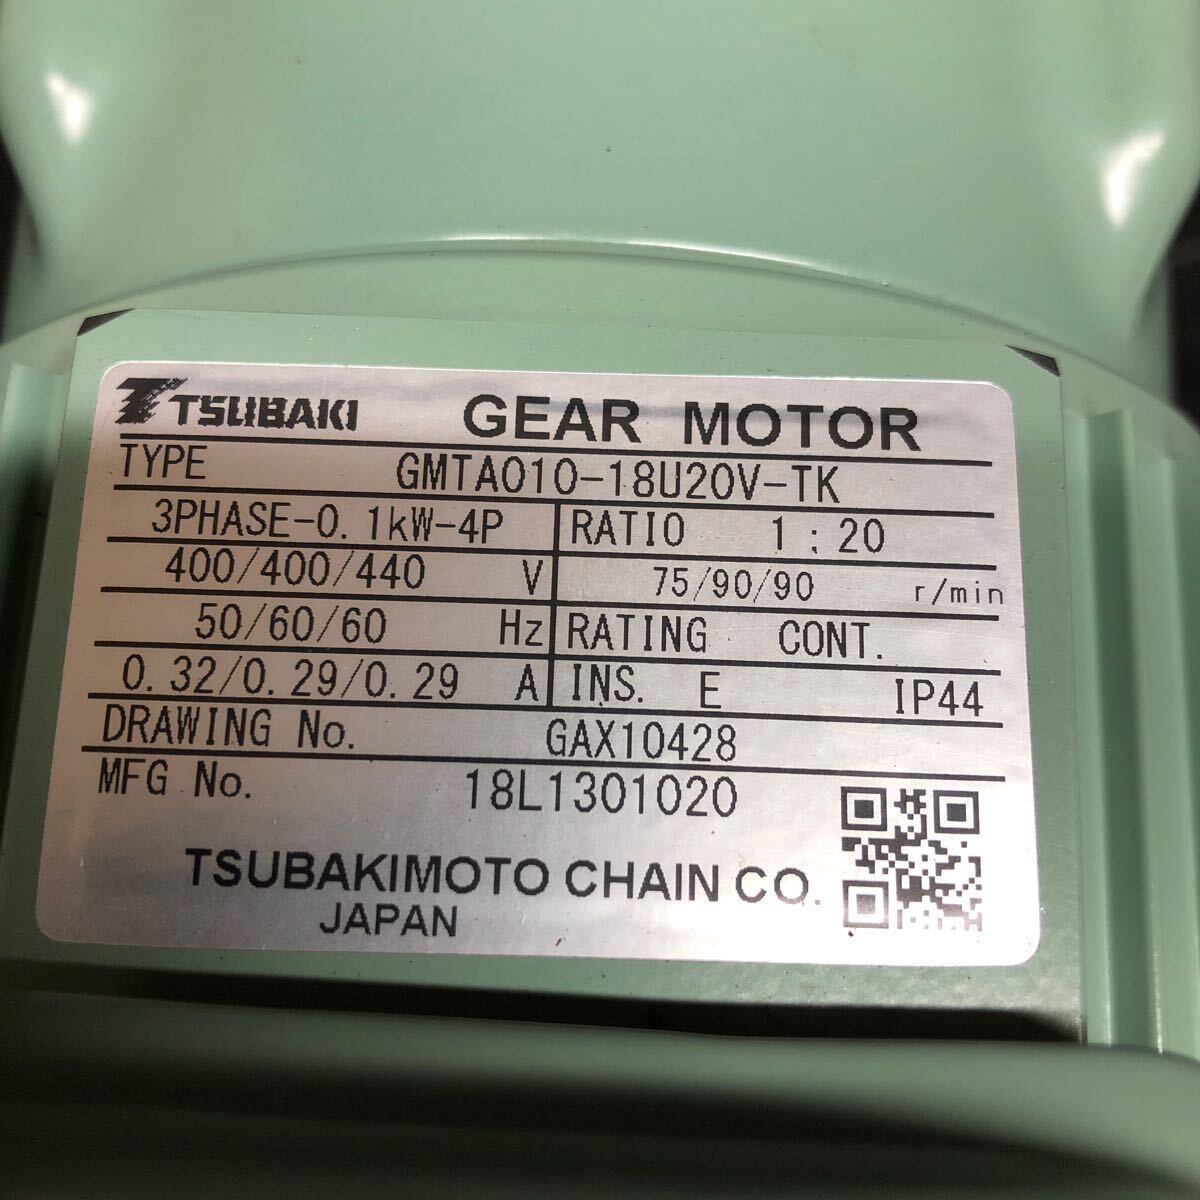 TSUBAKI GEAR MOTOR
TYPE GMTA010-18U20V-TK
3PHASE-0.1kW-4P RATIO 1:20
400/400/440 V 75/90/90 r/min
50/60/60 Hz RATING CONT.
0.32/0.29/0.29 A INS. E IP44
DRAWING No. GAX10428
MFG No. 18L1301020
TSUBAKIMOTO CHAIN CO.
JAPAN